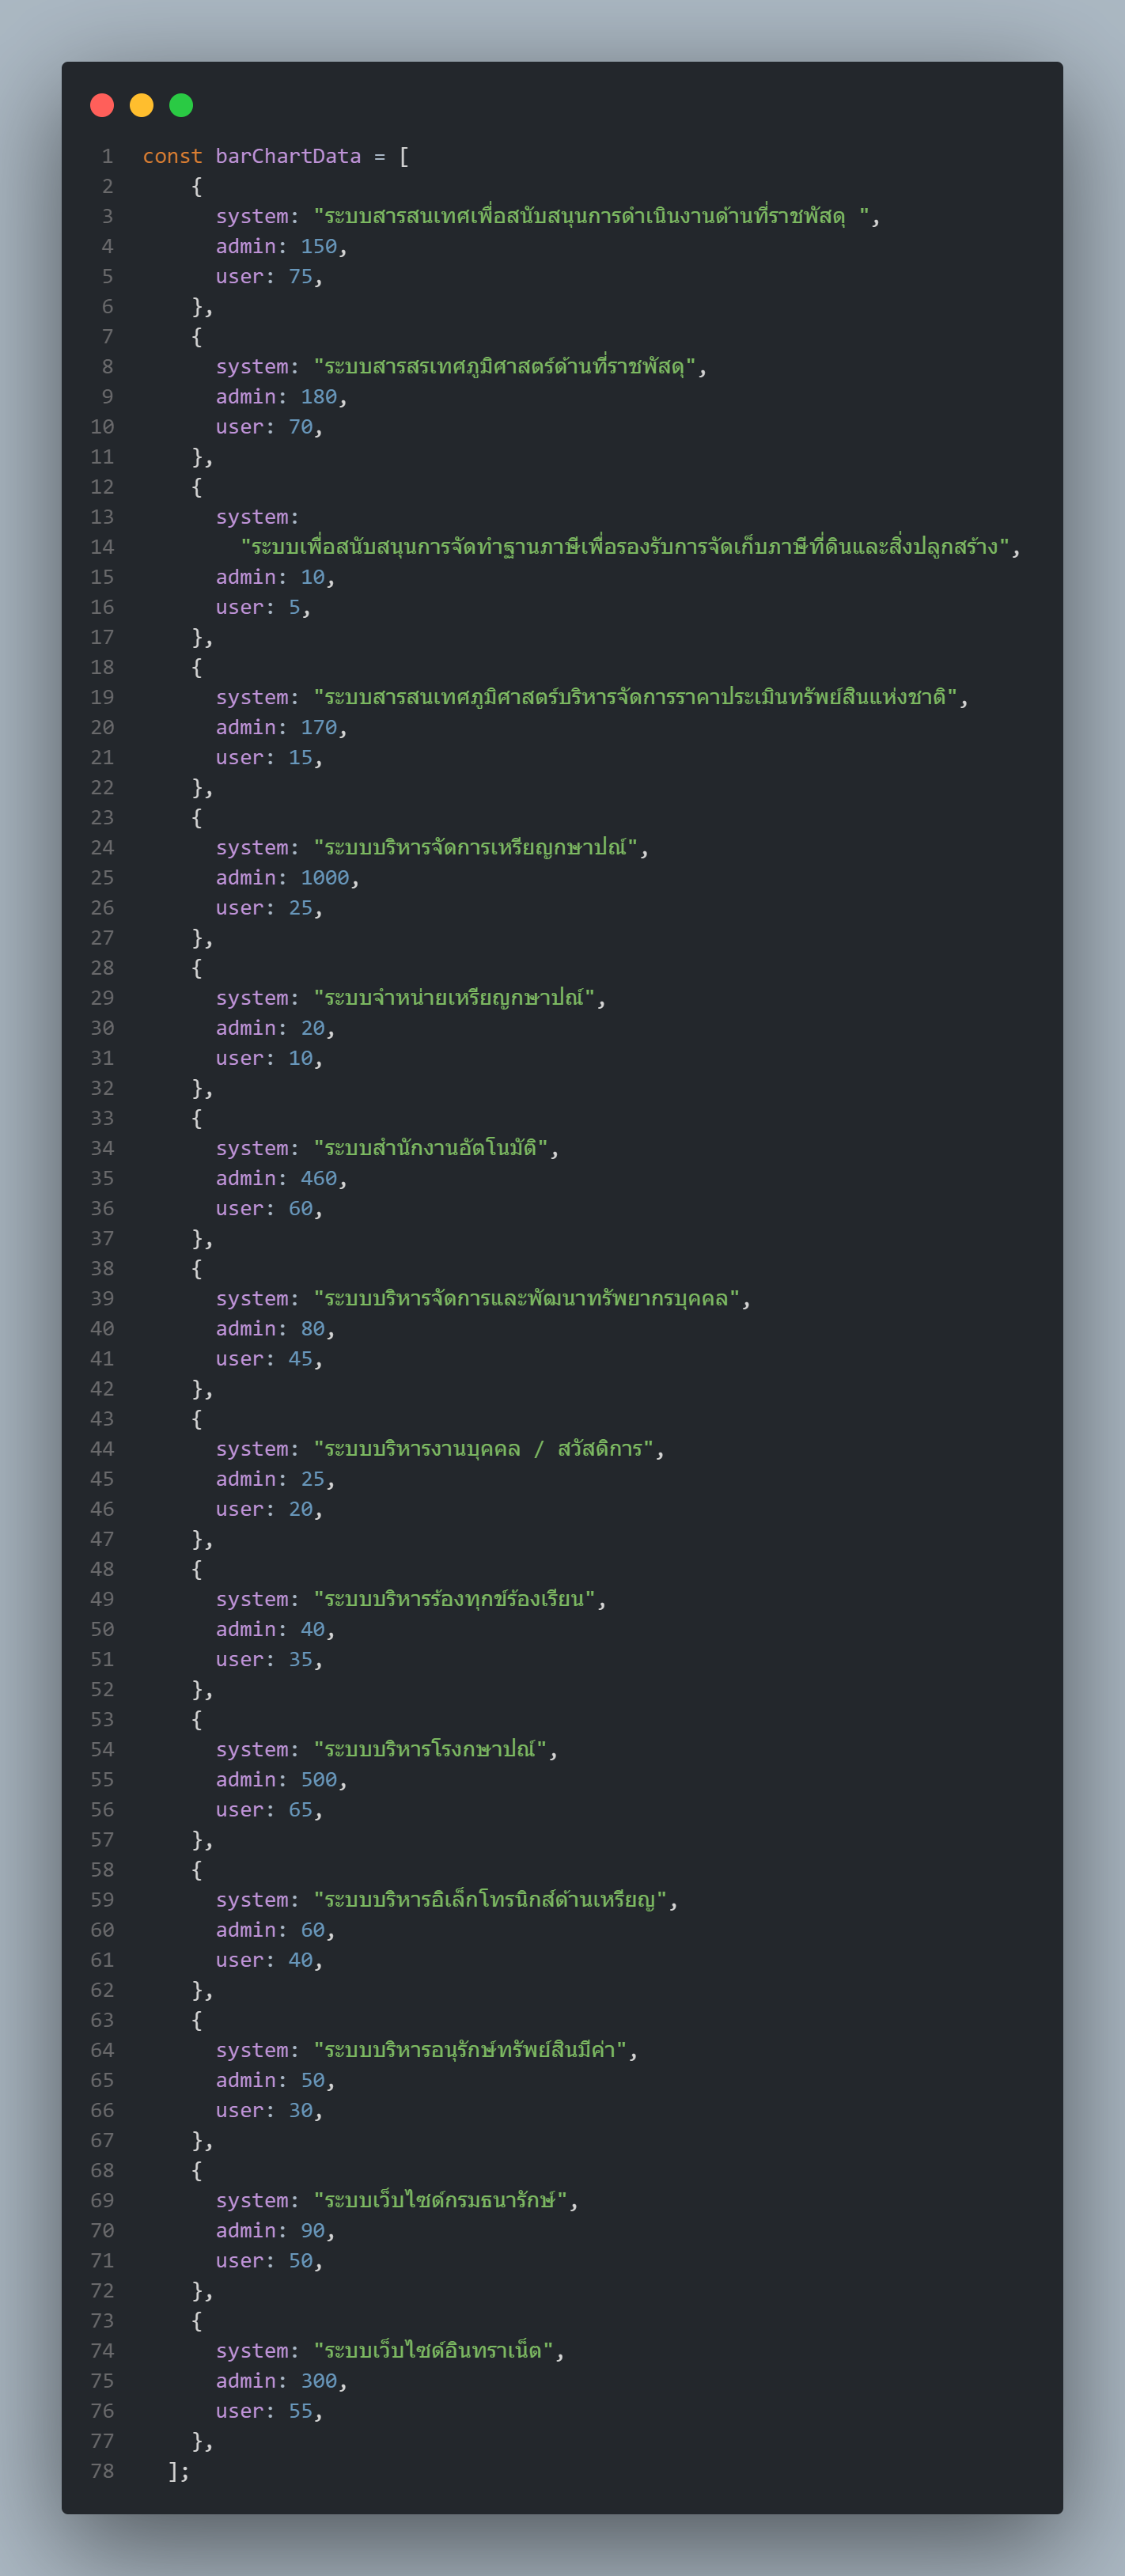 1 const barChartData = [
2 {
3 system: "ระบบสารสนเทศเพื่อสนับสนุนการดำเนินงานด้านที่ราชพัสดุ ",
4 admin: 150,
5 user: 75,
6 },
7 {
8 system: "ระบบสารสรเทศภูมิศาสตร์ด้านที่ราชพัสดุ",
9 admin: 180,
10 user: 70,
11 },
12 {
13 system:
14 "ระบบเพื่อสนับสนุนการจัดทำฐานภาษีเพื่อรองรับการจัดเก็บภาษีที่ดินและสิ่งปลูกสร้าง",
15 admin: 10,
16 user: 5,
17 },
18 {
19 system: "ระบบสารสนเทศภูมิศาสตร์บริหารจัดการราคาประเมินทรัพย์สินแห่งชาติ",
20 admin: 170,
21 user: 15,
22 },
23 {
24 system: "ระบบบริหารจัดการเหรียญกษาปณ์",
25 admin: 1000,
26 user: 25,
27 },
28 {
29 system: "ระบบจำหน่ายเหรียญกษาปณ์",
30 admin: 20,
31 user: 10,
32 },
33 {
34 system: "ระบบสำนักงานอัตโนมัติ",
35 admin: 460,
36 user: 60,
37 },
38 {
39 system: "ระบบบริหารจัดการและพัฒนาทรัพยากรบุคคล",
40 admin: 80,
41 user: 45,
42 },
43 {
44 system: "ระบบบริหารงานบุคคล / สวัสดิการ",
45 admin: 25,
46 user: 20,
47 },
48 {
49 system: "ระบบบริหารร้องทุกข์ร้องเรียน",
50 admin: 40,
51 user: 35,
52 },
53 {
54 system: "ระบบบริหารโรงกษาปณ์",
55 admin: 500,
56 user: 65,
57 },
58 {
59 system: "ระบบบริหารอิเล็กโทรนิกส์ด้านเหรียญ",
60 admin: 60,
61 user: 40,
62 },
63 {
64 system: "ระบบบริหารอนุรักษ์ทรัพย์สินมีค่า",
65 admin: 50,
66 user: 30,
67 },
68 {
69 system: "ระบบเว็บไซด์กรมธนารักษ์",
70 admin: 90,
71 user: 50,
72 },
73 {
74 system: "ระบบเว็บไซด์อินทราเน็ต",
75 admin: 300,
76 user: 55,
77 },
78 ];